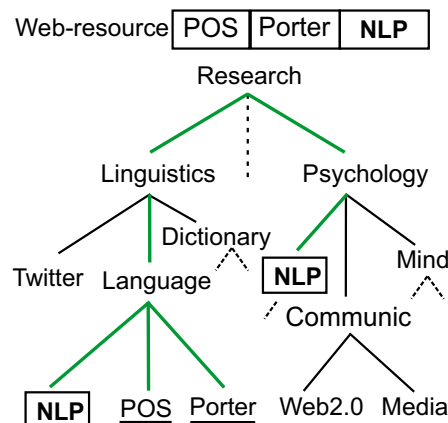 Web-resource POS Porter NLP
Research
Linguistics Psychology
Dictionary
Twitter Language NLP Mind
Communic
NLP POS Porter Web2.0 Media